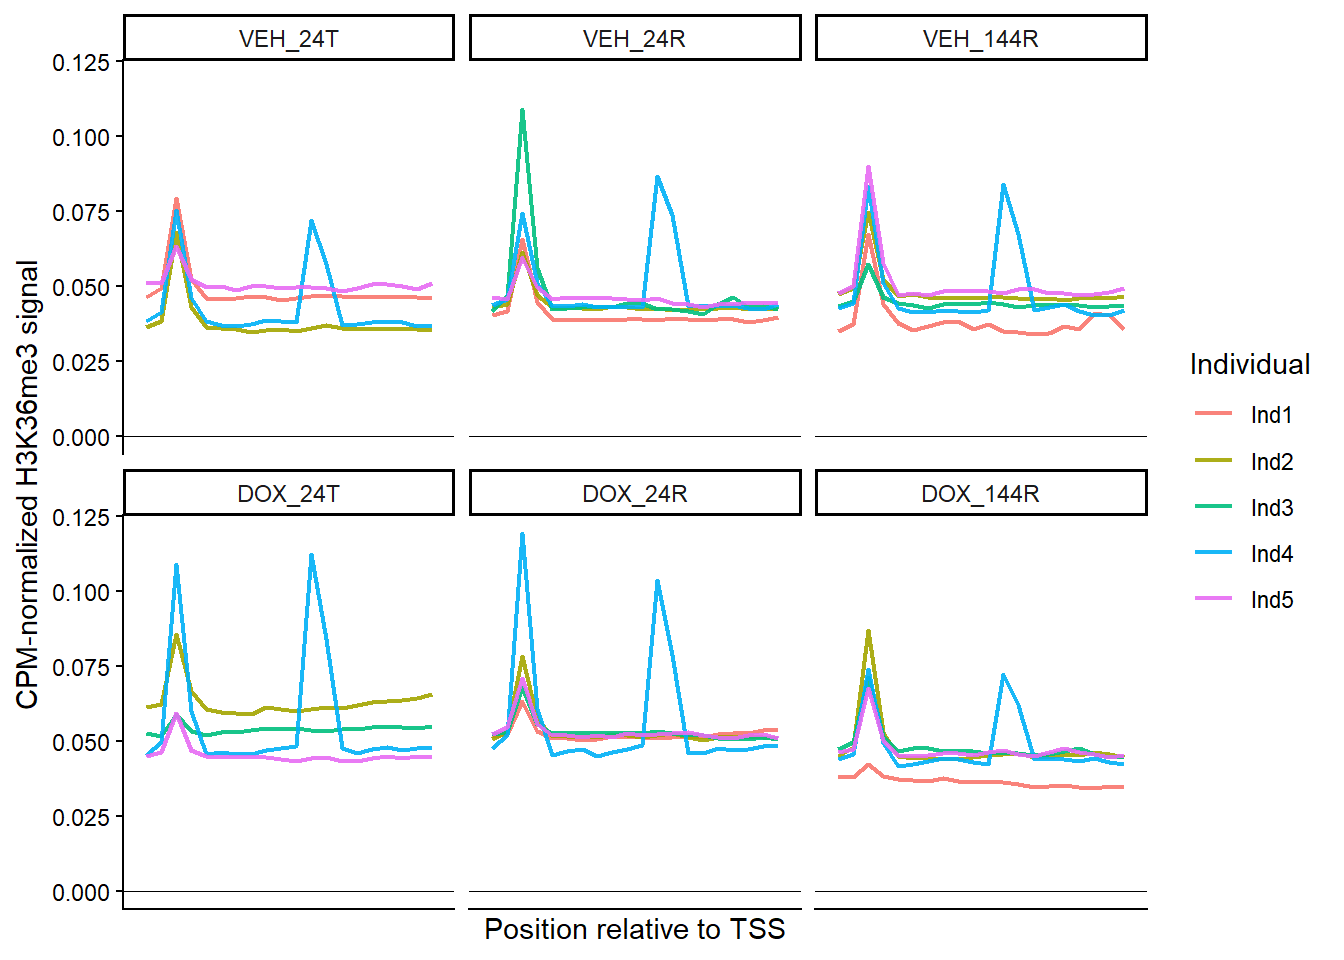 VEH_24T VEH_24R VEH_144R
0.125
0.100
0.075
0.050
0.025
0.000
DOX_24T DOX_24R DOX_144R
0.125
0.100
0.075
0.050
0.025
0.000
CPM-normalized H3K36me3 signal
Position relative to TSS
Individual
Ind1
Ind2
Ind3
Ind4
Ind5